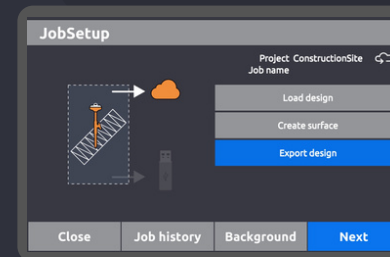 JobSetup
Project ConstructionSite
Job name
Load design
Create surface
Export design
Close
Job history
Background
Next